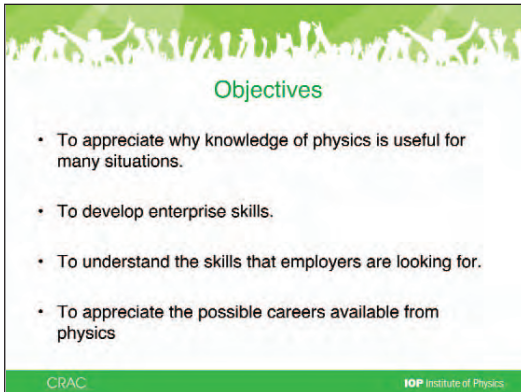 Objectives
• To appreciate why knowledge of physics is useful for
many situations.
• To develop enterprise skills.
• To understand the skills that employers are looking for.
• To appreciate the possible careers available from
physics
CRAC
IOP Institute of Physics